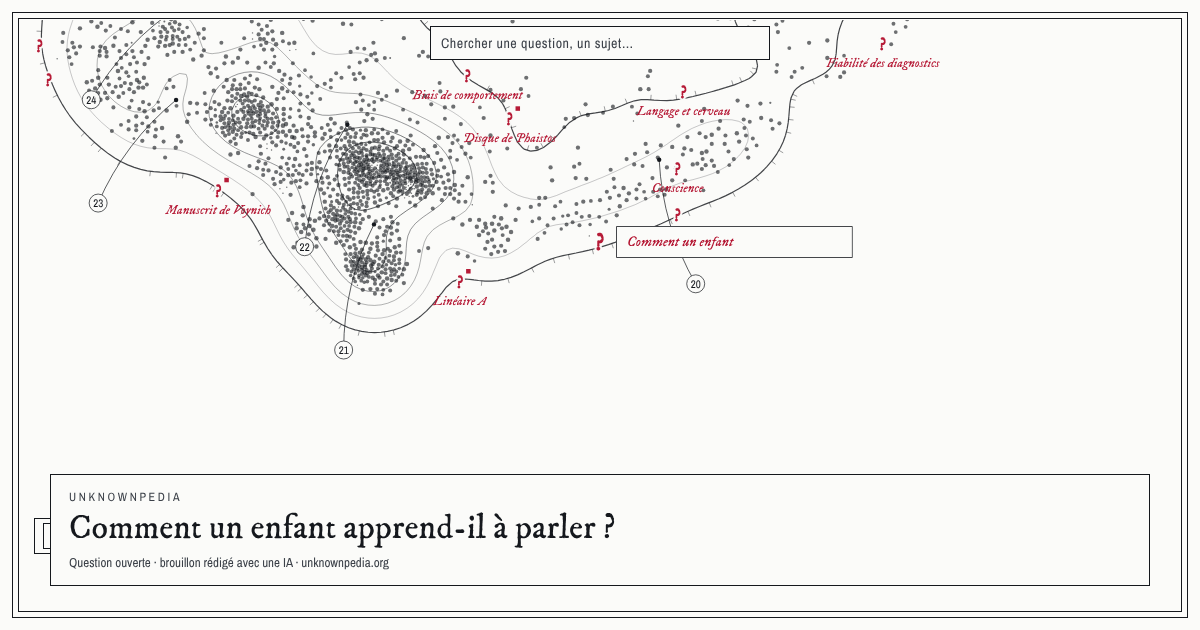 Chercher une question, un sujet...
?
?
?
Fiabilité des diagnostics
?
Biais de comportement
?
Langage et cerveau
24
?
Disque de Phaistos
?
Conscience
?
Manuscrit de Voynich
23
22
?
?
Comment un enfant
?
Linéaire A
20
21
UNKNOWNPEDIA
Comment un enfant apprend-il à parler ?
Question ouverte · brouillon rédigé avec une IA · unknownpedia.org